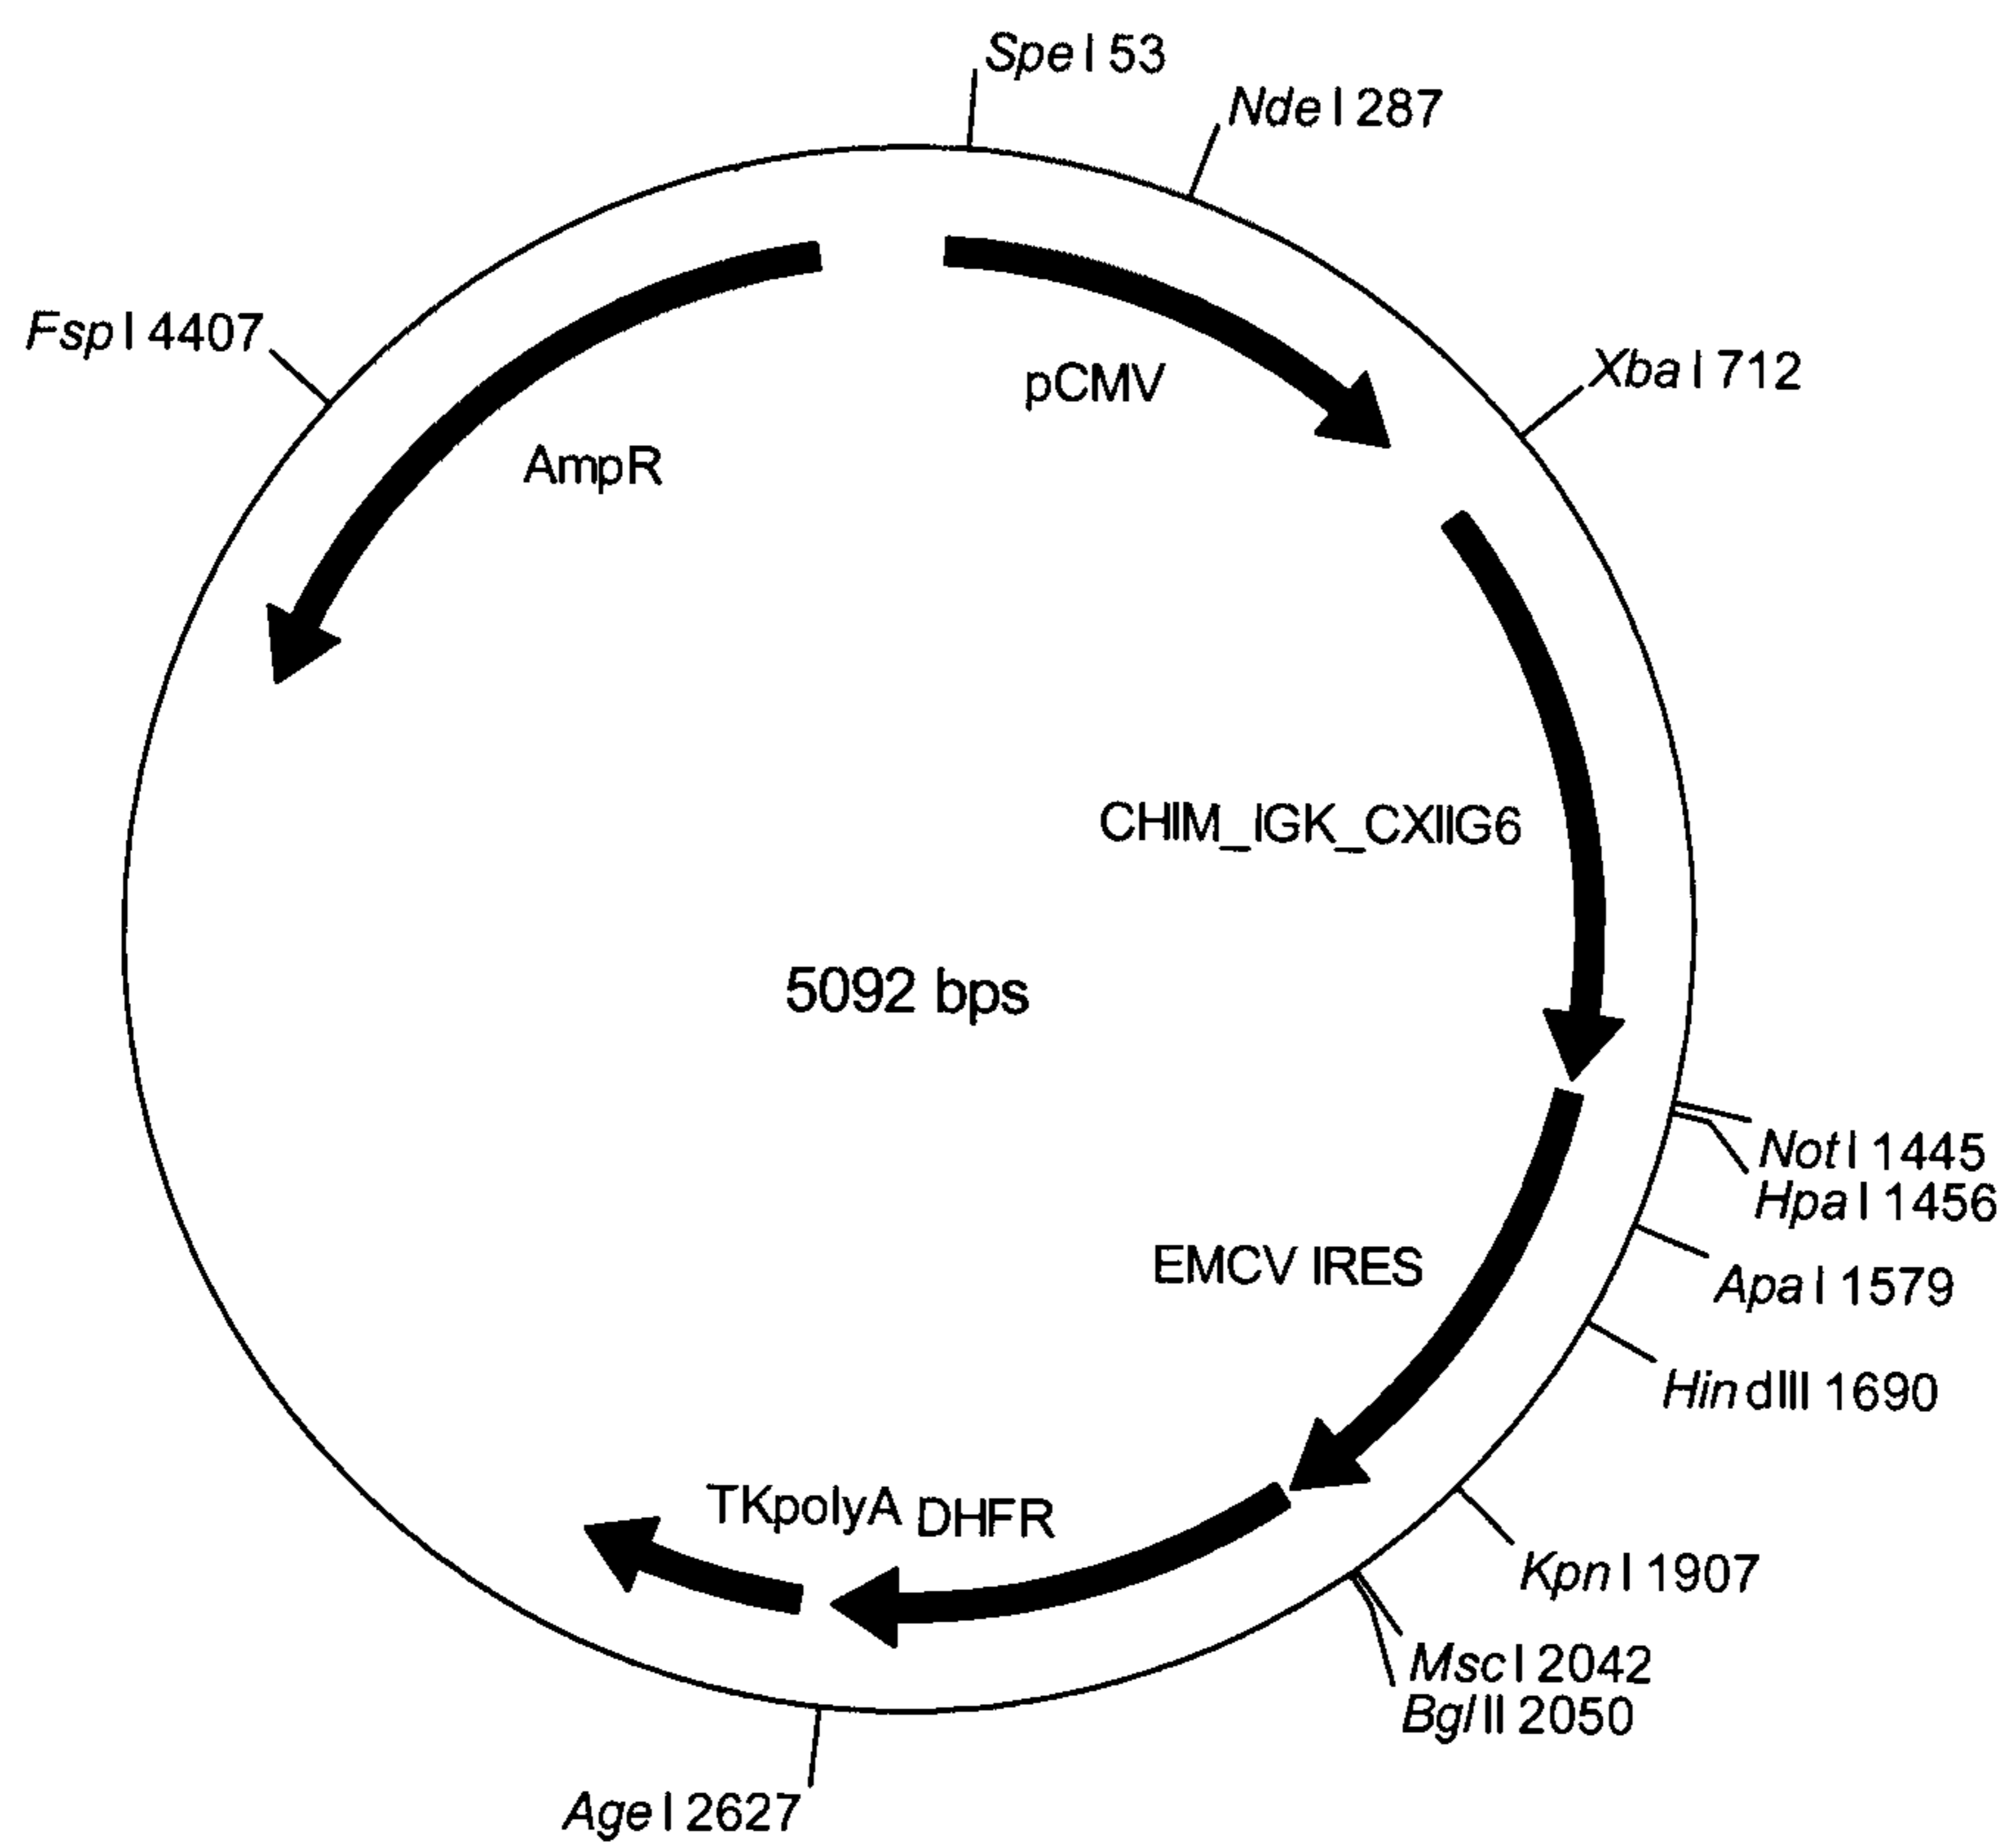 SpeI 53
NdeI 287
FspI 4407
XbaI 712
pCMV
AmpR
CHIM_IGK_CXIIG6
5092 bps
NotI 1445
HpaI 1456
EMCV IRES
ApaI 1579
HindIII 1690
TKpolyA DHFR
KpnI 1907
MscI 2042
BglII 2050
AgeI 2627